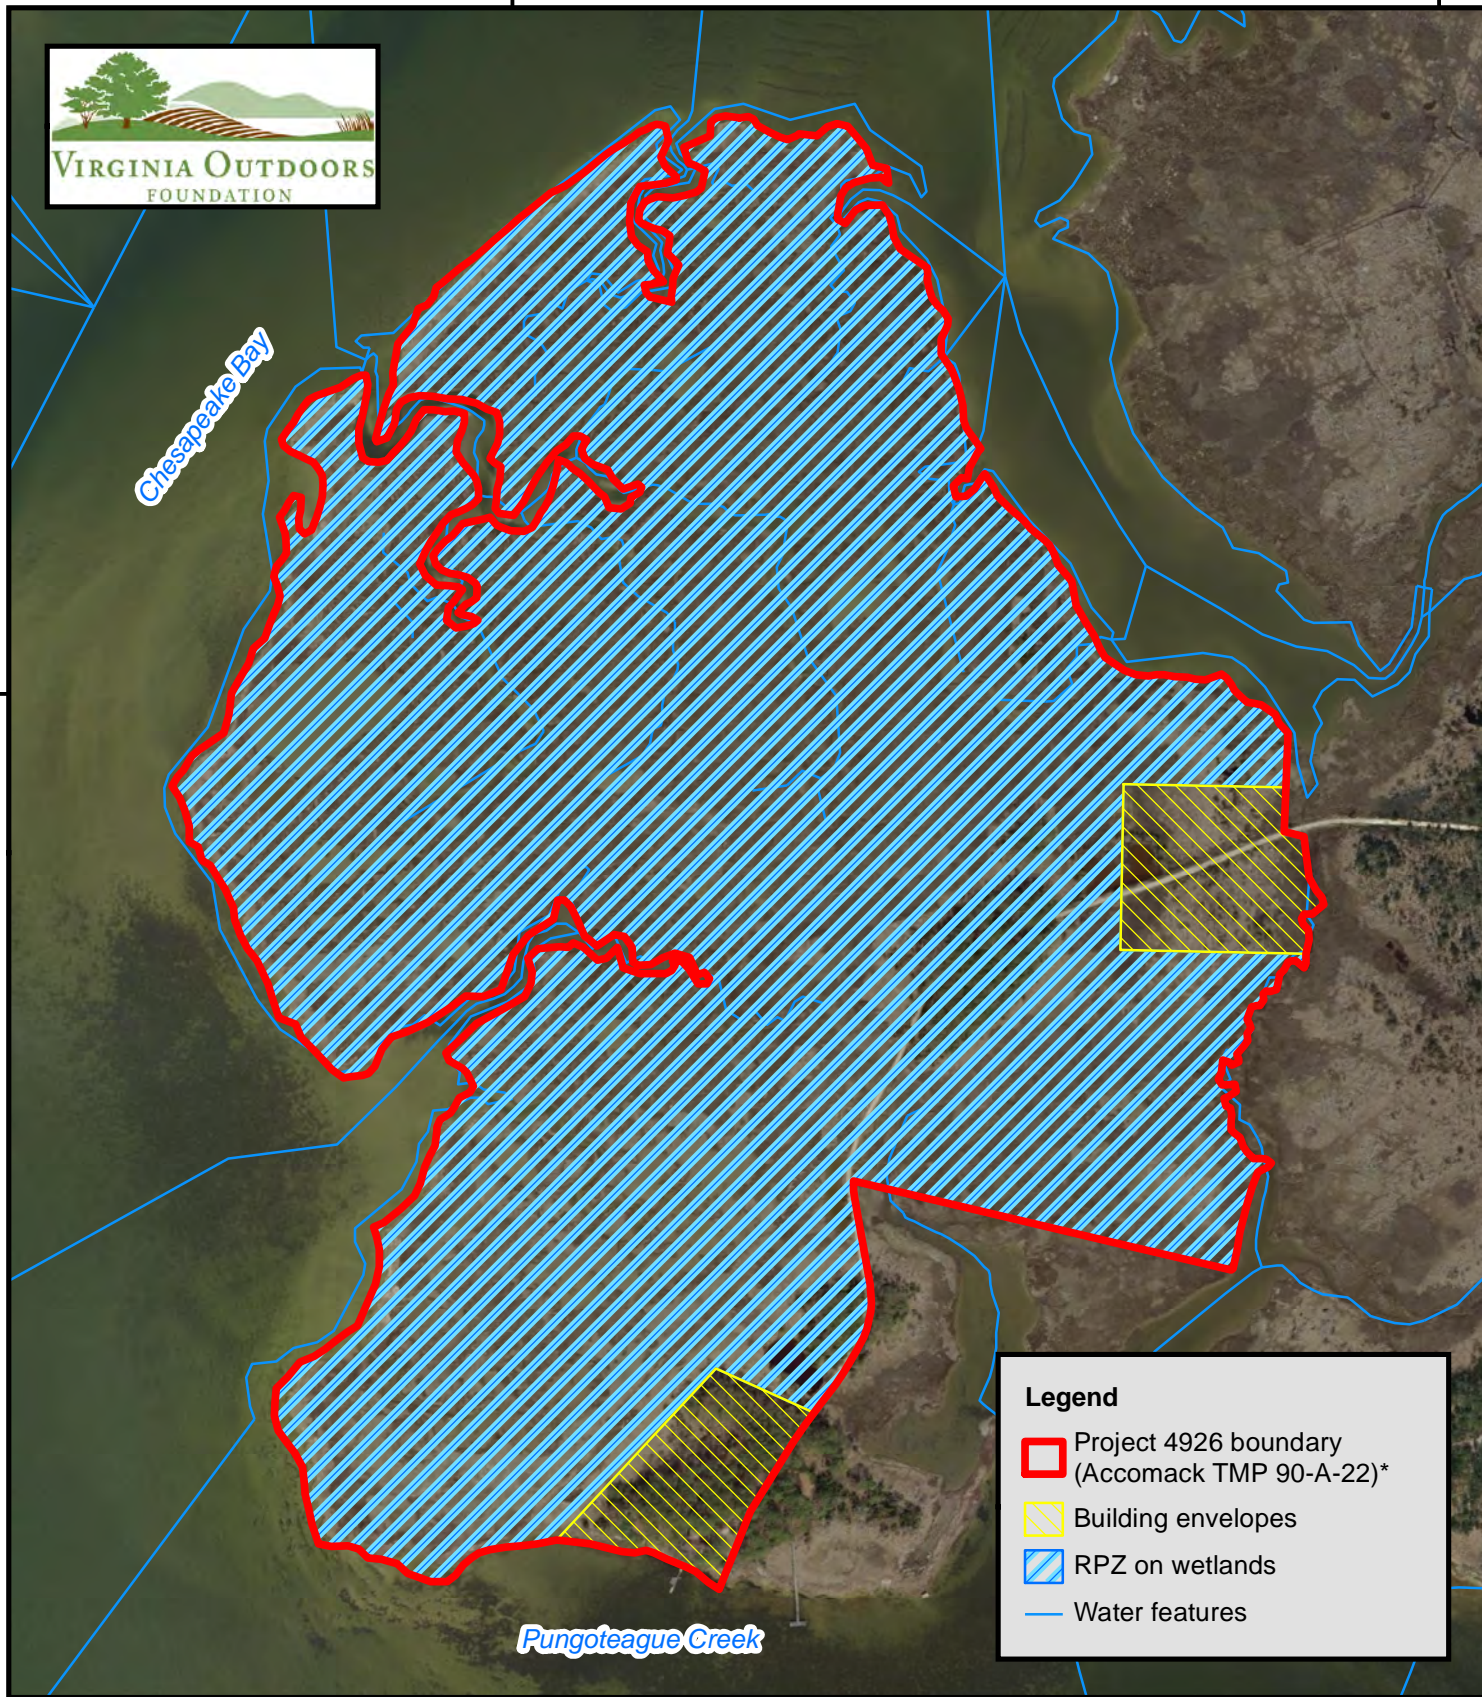 VIRGINIA OUTDOORS
FOUNDATION
Chesapeake Bay
Pungoteague Creek
Legend
Project 4926 boundary
(Accomack TMP 90-A-22)*
Building envelopes
RPZ on wetlands
Water features